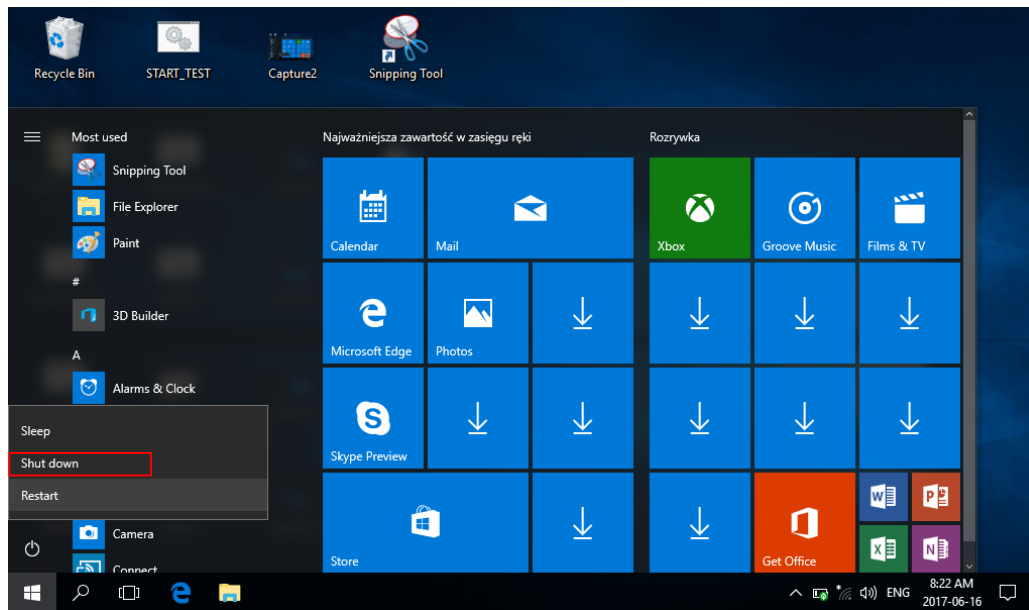 Recycle Bin
START_TEST
Capture2
Snipping Tool
Most used
Snipping Tool
File Explorer
Paint
#
3D Builder
A
Alarms & Clock
Sleep
Shut down
Restart
Camera
Connect
Najważniejsza zawartość w zasięgu ręki
Calendar
Mail
Microsoft Edge
Photos
Skype Preview
Store
Rozrywka
Xbox
Groove Music
Films & TV
Get Office
ENG
8:22 AM
2017-06-16